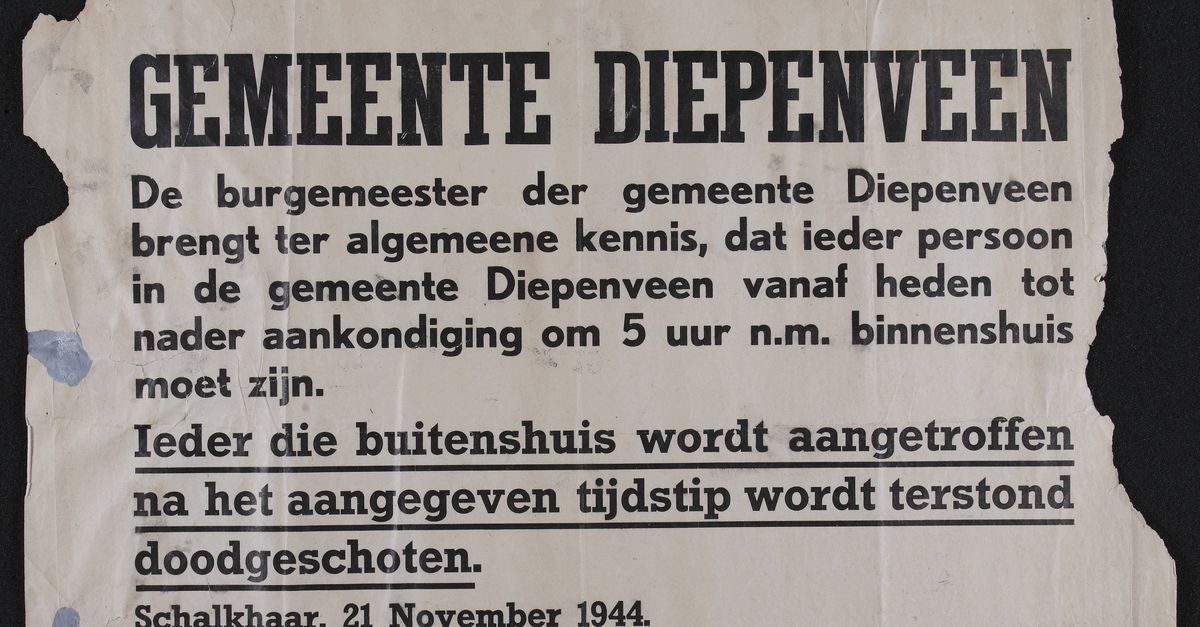 GEMEENTE DIEPENVEEN
De burgemeester der gemeente Diepenveen
brengt ter algemeene kennis, dat ieder persoon
in de gemeente Diepenveen vanaf heden tot
nader aankondiging om 5 uur n.m. binnenshuis
moet zijn.
Ieder die buitenshuis wordt aangetroffen
na het aangegeven tijdstip wordt terstond
doodgeschoten.
Schalkhaar, 21 November 1944.